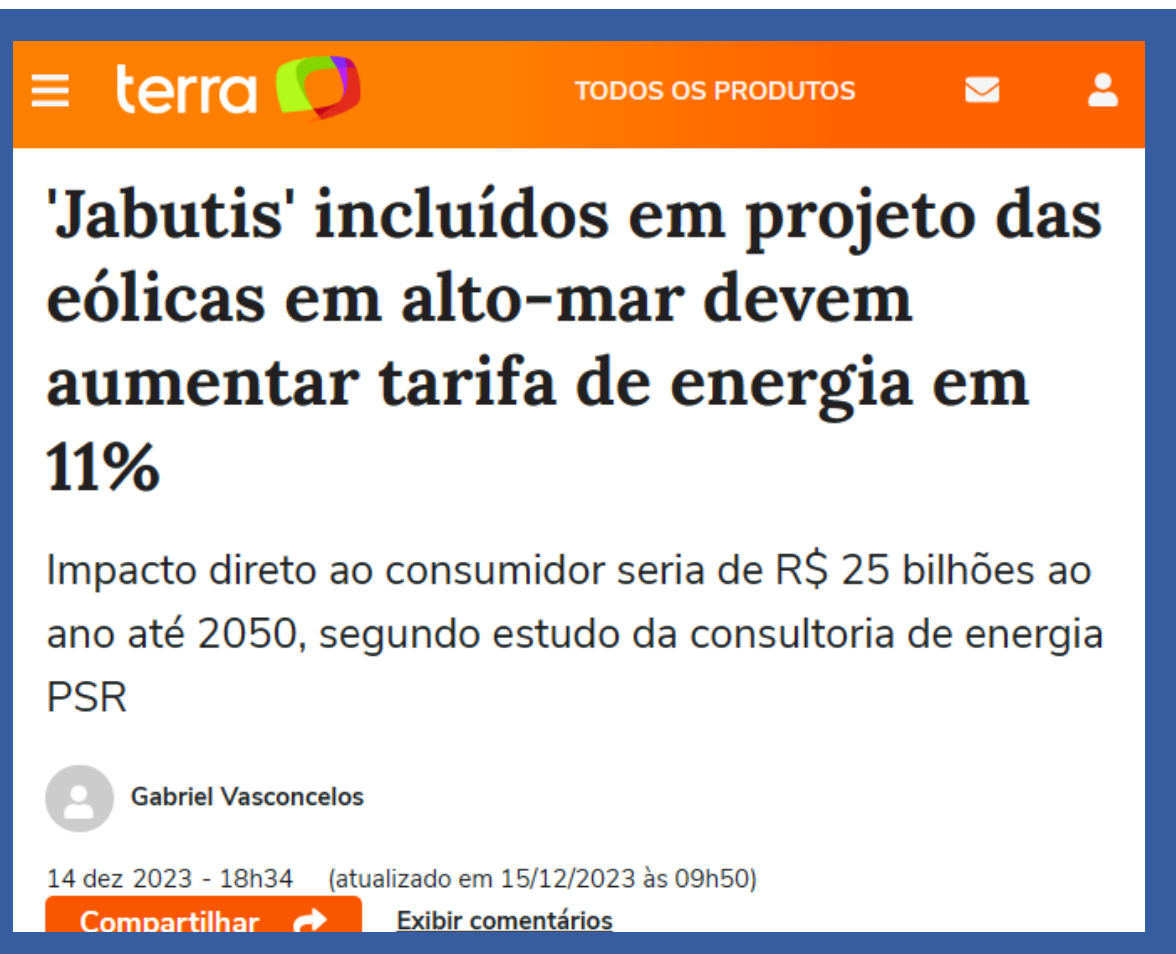 terra
TODOS OS PRODUTOS
'Jabutis' incluídos em projeto das
eólicas em alto-mar devem
aumentar tarifa de energia em
11%
Impacto direto ao consumidor seria de R$ 25 bilhões ao
ano até 2050, segundo estudo da consultoria de energia
PSR
Gabriel Vasconcelos
14 dez 2023 - 18h34 (atualizado em 15/12/2023 às 09h50)
Compartilhar
Exibir comentários